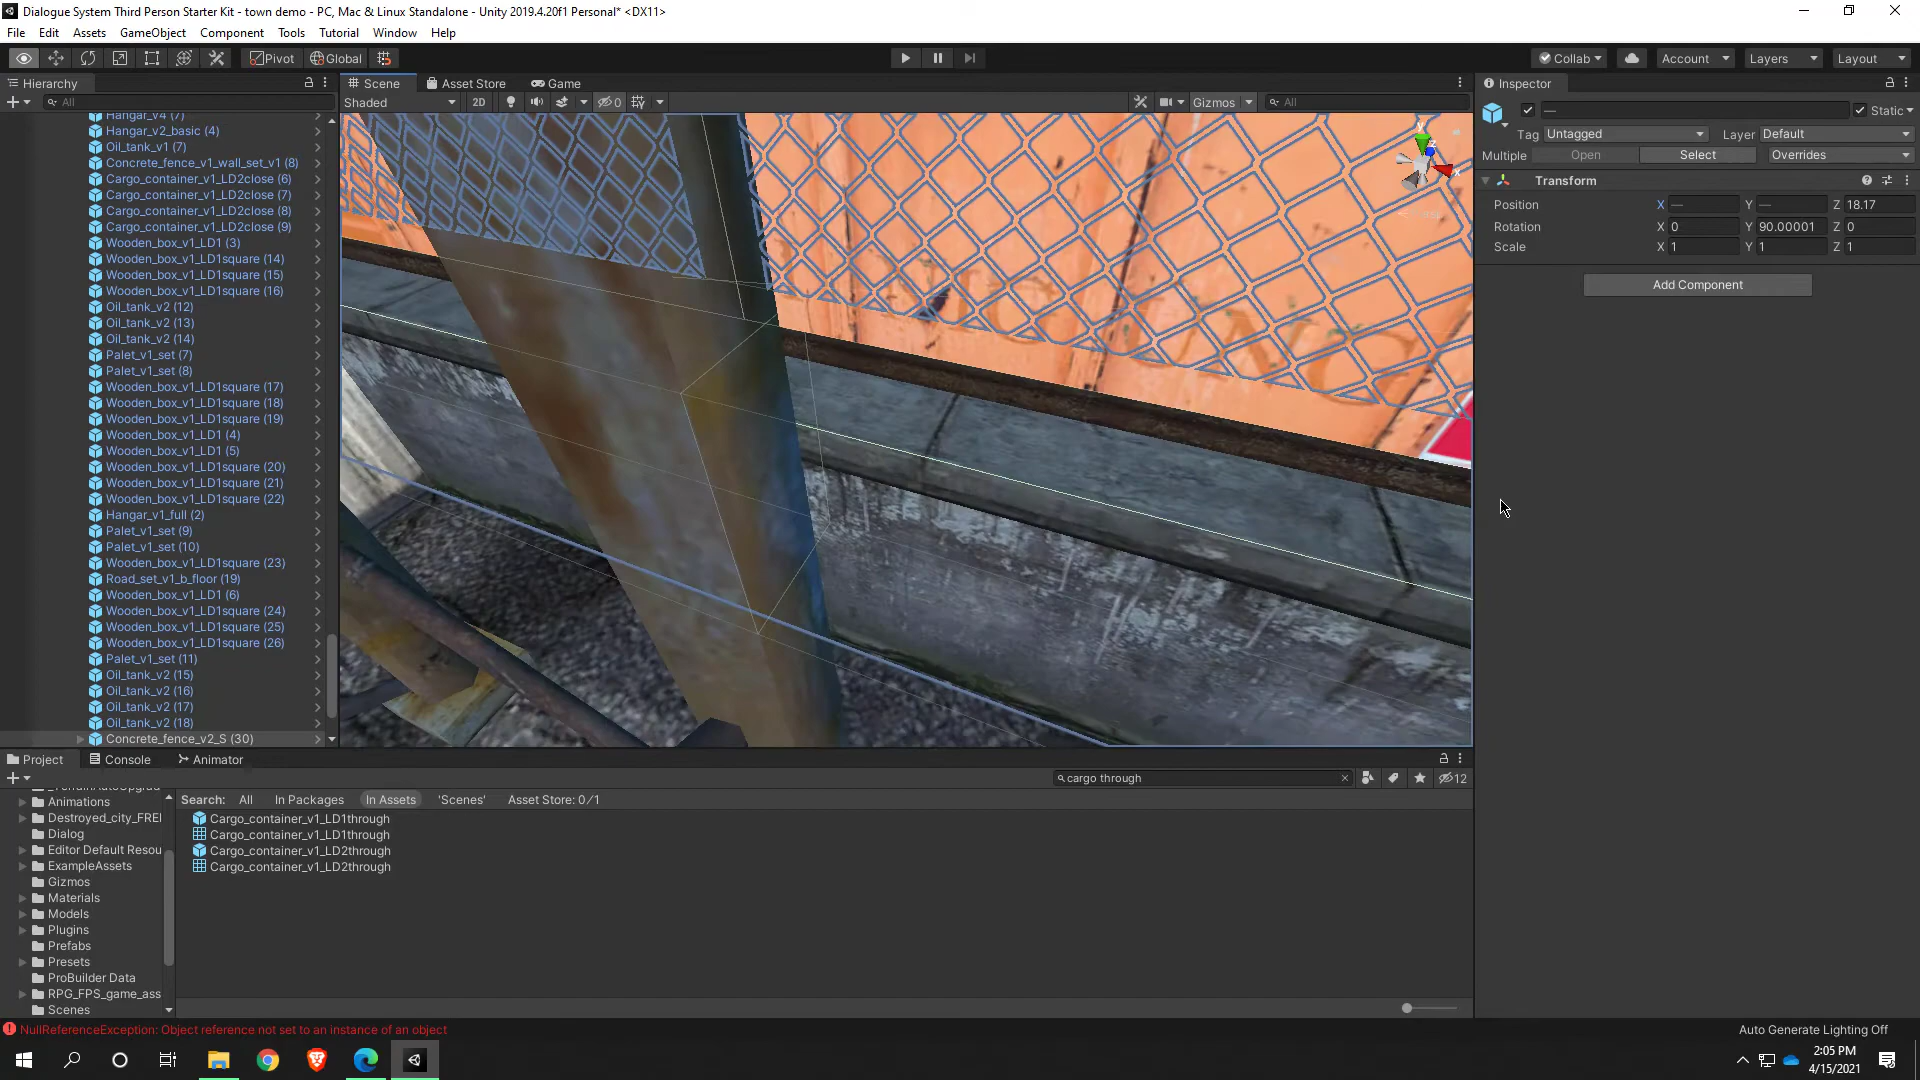 Dialogue System Third Person Starter Kit - town demo - PC, Mac & Linux Standalone - Unity 2019.4.20f1 Personal* <DX11>
File Edit Assets GameObject Component Tools Tutorial Window Help
Pivot Global Collab Account Layers Layout
Hierarchy Scene Asset Store Game Inspector
All Shaded 2D 0 Gizmos All Static
Hangar_v4 (7)
Hangar_v2_basic (4)
Oil_tank_v1 (7)
Concrete_fence_v1_wall_set_v1 (8)
Cargo_container_v1_LD2close (6)
Cargo_container_v1_LD2close (7)
Cargo_container_v1_LD2close (8)
Cargo_container_v1_LD2close (9)
Wooden_box_v1_LD1 (3)
Wooden_box_v1_LD1square (14)
Wooden_box_v1_LD1square (15)
Wooden_box_v1_LD1square (16)
Oil_tank_v2 (12)
Oil_tank_v2 (13)
Oil_tank_v2 (14)
Palet_v1_set (7)
Palet_v1_set (8)
Wooden_box_v1_LD1square (17)
Wooden_box_v1_LD1square (18)
Wooden_box_v1_LD1square (19)
Wooden_box_v1_LD1 (4)
Wooden_box_v1_LD1 (5)
Wooden_box_v1_LD1square (20)
Wooden_box_v1_LD1square (21)
Wooden_box_v1_LD1square (22)
Hangar_v1_full (2)
Palet_v1_set (9)
Palet_v1_set (10)
Wooden_box_v1_LD1square (23)
Road_set_v1_b_floor (19)
Wooden_box_v1_LD1 (6)
Wooden_box_v1_LD1square (24)
Wooden_box_v1_LD1square (25)
Wooden_box_v1_LD1square (26)
Palet_v1_set (11)
Oil_tank_v2 (15)
Oil_tank_v2 (16)
Oil_tank_v2 (17)
Oil_tank_v2 (18)
Concrete_fence_v2_S (30)
y
x
Tag Untagged Layer Default
Multiple Open Select Overrides
Transform
Position X — Y — Z 18.17
Rotation X 0 Y 90.00001 Z 0
Scale X 1 Y 1 Z 1
Add Component
Project Console Animator
cargo through 12
Search: All In Packages In Assets 'Scenes' Asset Store: 0/1
Animations
Destroyed_city_FREI
Dialog
Editor Default Resou
ExampleAssets
Gizmos
Materials
Models
Plugins
Prefabs
Presets
ProBuilder Data
RPG_FPS_game_ass
Scenes
Cargo_container_v1_LD1through
Cargo_container_v1_LD1through
Cargo_container_v1_LD2through
Cargo_container_v1_LD2through
NullReferenceException: Object reference not set to an instance of an object
Auto Generate Lighting Off
2:05 PM
4/15/2021